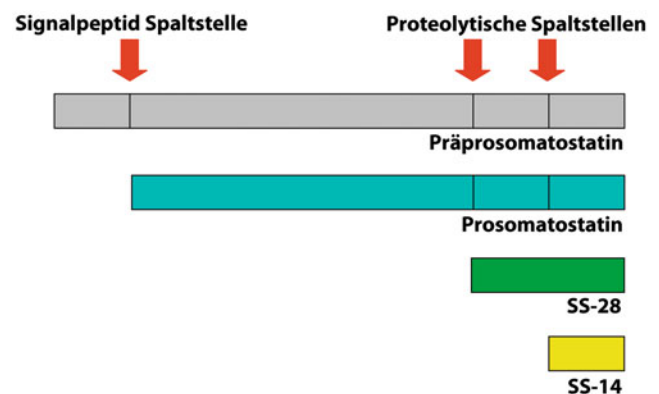 Signalpeptid Spaltstelle
Proteolytische Spaltstellen
Präprosomatostatin
Prosomatostatin
SS-28
SS-14